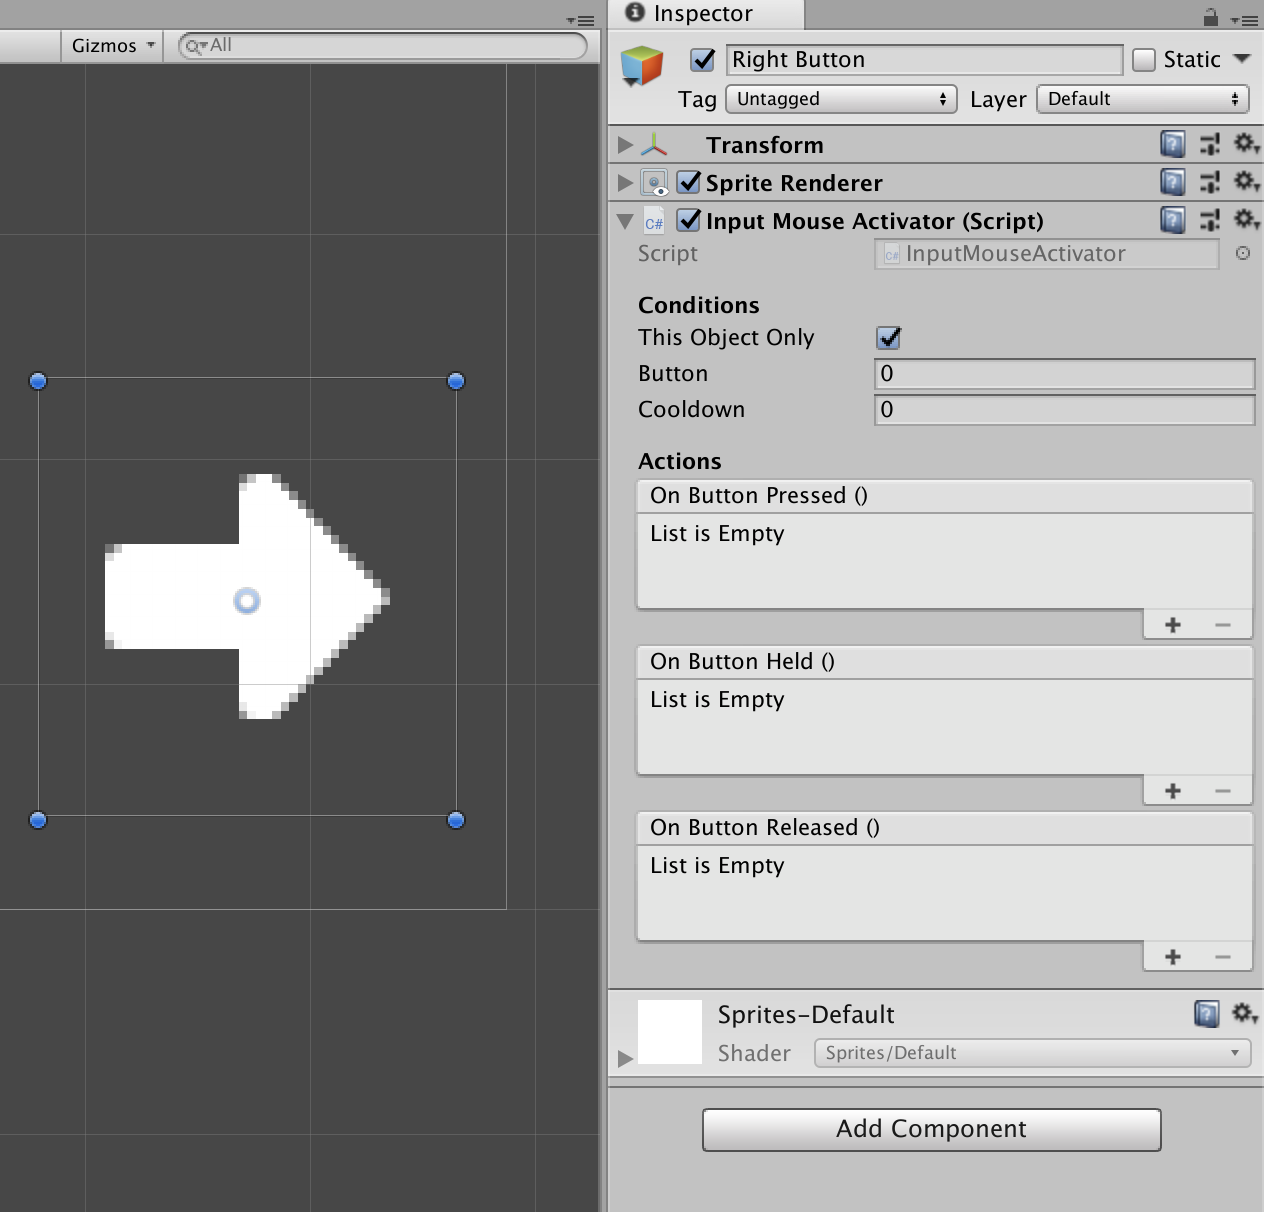 Inspector
Gizmos
All
Right Button
Static
Tag
Untagged
Layer
Default
Transform
Sprite Renderer
C#
Input Mouse Activator (Script)
Script
C#
InputMouseActivator
Conditions
This Object Only
Button
0
Cooldown
0
Actions
On Button Pressed ()
List is Empty
On Button Held ()
List is Empty
On Button Released ()
List is Empty
Sprites-Default
Shader
Sprites/Default
Add Component